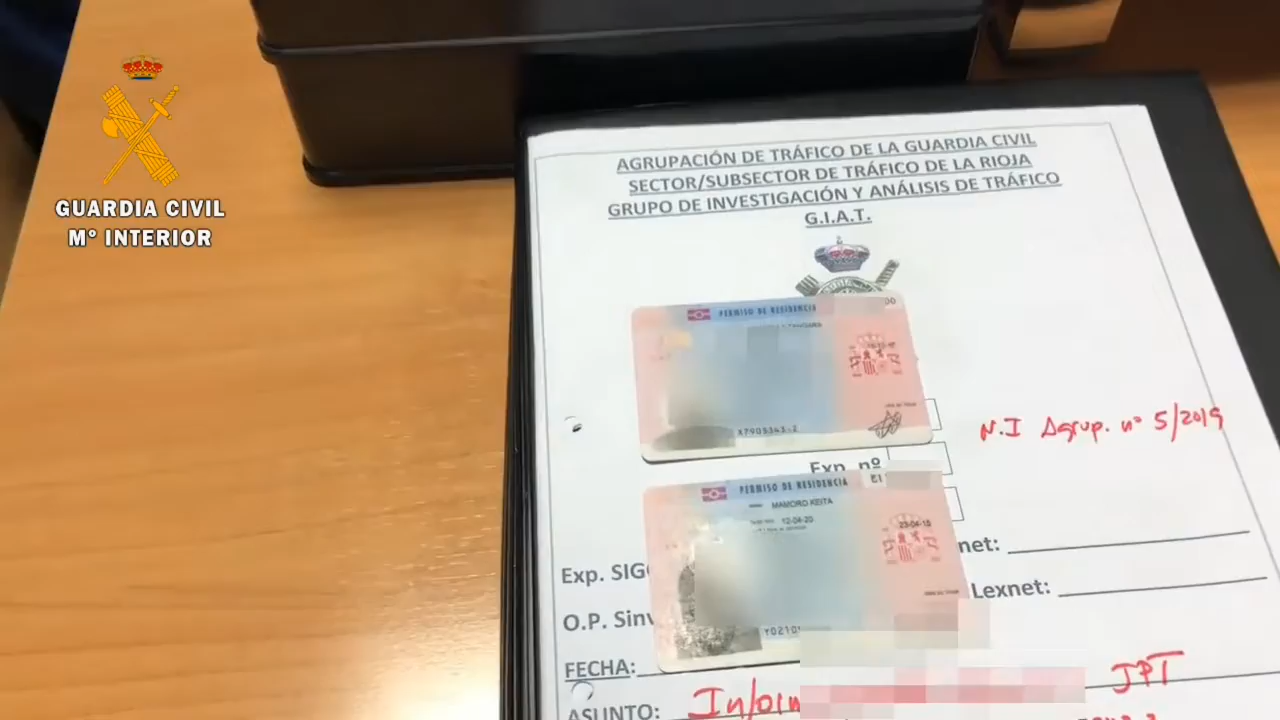 GUARDIA CIVIL
Mº INTERIOR
AGRUPACIÓN DE TRÁFICO DE LA GUARDIA CIVIL
SECTOR/SUBSECTOR DE TRÁFICO DE LA RIOJA
GRUPO DE INVESTIGACIÓN Y ANÁLISIS DE TRÁFICO
G.I.A.T.
PERMISO DE RESIDENCIA
N.I Agrup. nº 5/2019
Exp. nº
PERMISO DE RESIDENCIA
MAMORD KEITA
12-04-20
23-04-18
Exp. SIG
net:
O.P. Sinv
Lexnet:
FECHA:
JPT
ASUNTO: Inform